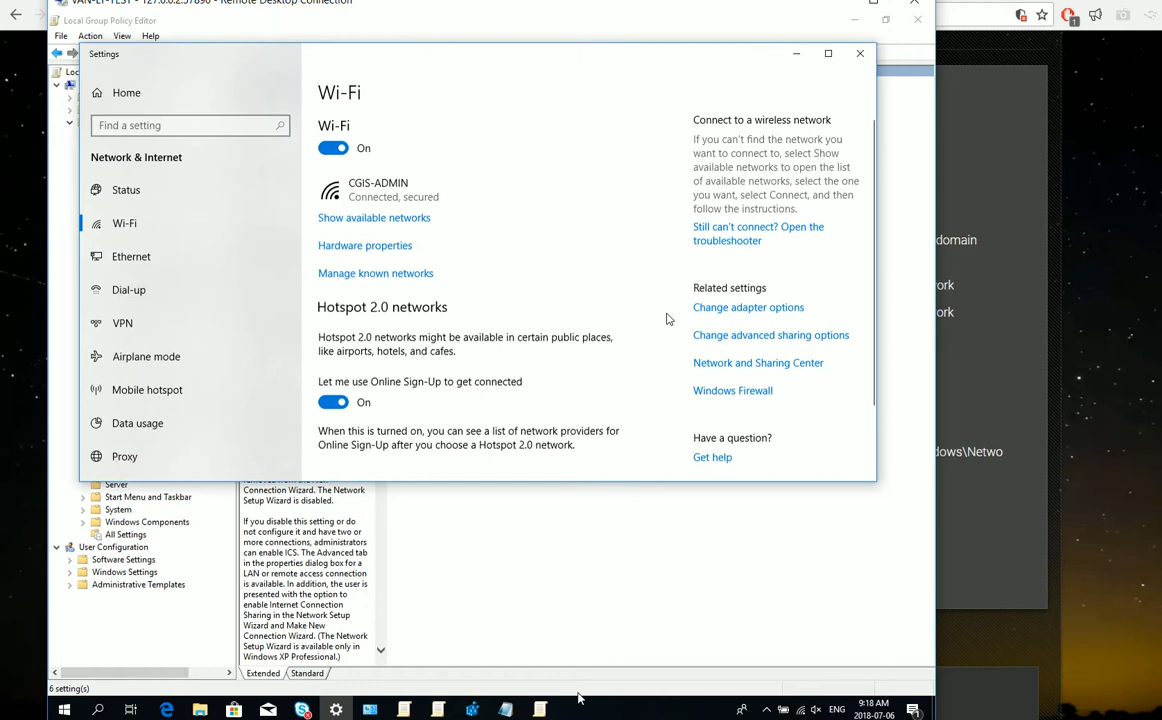 VAN-LT-TEST - 127.0.0.2:57890 - Remote Desktop Connection
Local Group Policy Editor
File Action View Help
Loc
Settings
Home
Find a setting
Network & Internet
Status
Wi-Fi
Ethernet
Dial-up
VPN
Airplane mode
Mobile hotspot
Data usage
Proxy
Wi-Fi
Wi-Fi
On
CGIS-ADMIN
Connected, secured
Show available networks
Hardware properties
Manage known networks
Hotspot 2.0 networks
Hotspot 2.0 networks might be available in certain public places,
like airports, hotels, and cafes.
Let me use Online Sign-Up to get connected
On
When this is turned on, you can see a list of network providers for
Online Sign-Up after you choose a Hotspot 2.0 network.
Connect to a wireless network
If you can't find the network you
want to connect to, select Show
available networks to open the list
of available networks, select the one
you want, select Connect, and then
follow the instructions.
Still can't connect? Open the
troubleshooter
Related settings
Change adapter options
Change advanced sharing options
Network and Sharing Center
Windows Firewall
Have a question?
Get help
domain
ork
ork
dows\Netwo
Server
Start Menu and Taskbar
System
Windows Components
All Settings
User Configuration
Software Settings
Windows Settings
Administrative Templates
removed from the New
Connection Wizard. The Network
Setup Wizard is disabled.
If you disable this setting or do
not configure it and have two or
more connections, administrators
can enable ICS. The Advanced tab
in the properties dialog box for a
LAN or remote access connection
is available. In addition, the user is
presented with the option to
enable Internet Connection
Sharing in the Network Setup
Wizard and Make New
Connection Wizard. (The Network
Setup Wizard is available only in
Windows XP Professional.)
Extended Standard
6 setting(s)
ENG
9:18 AM
2018-07-06
1
1